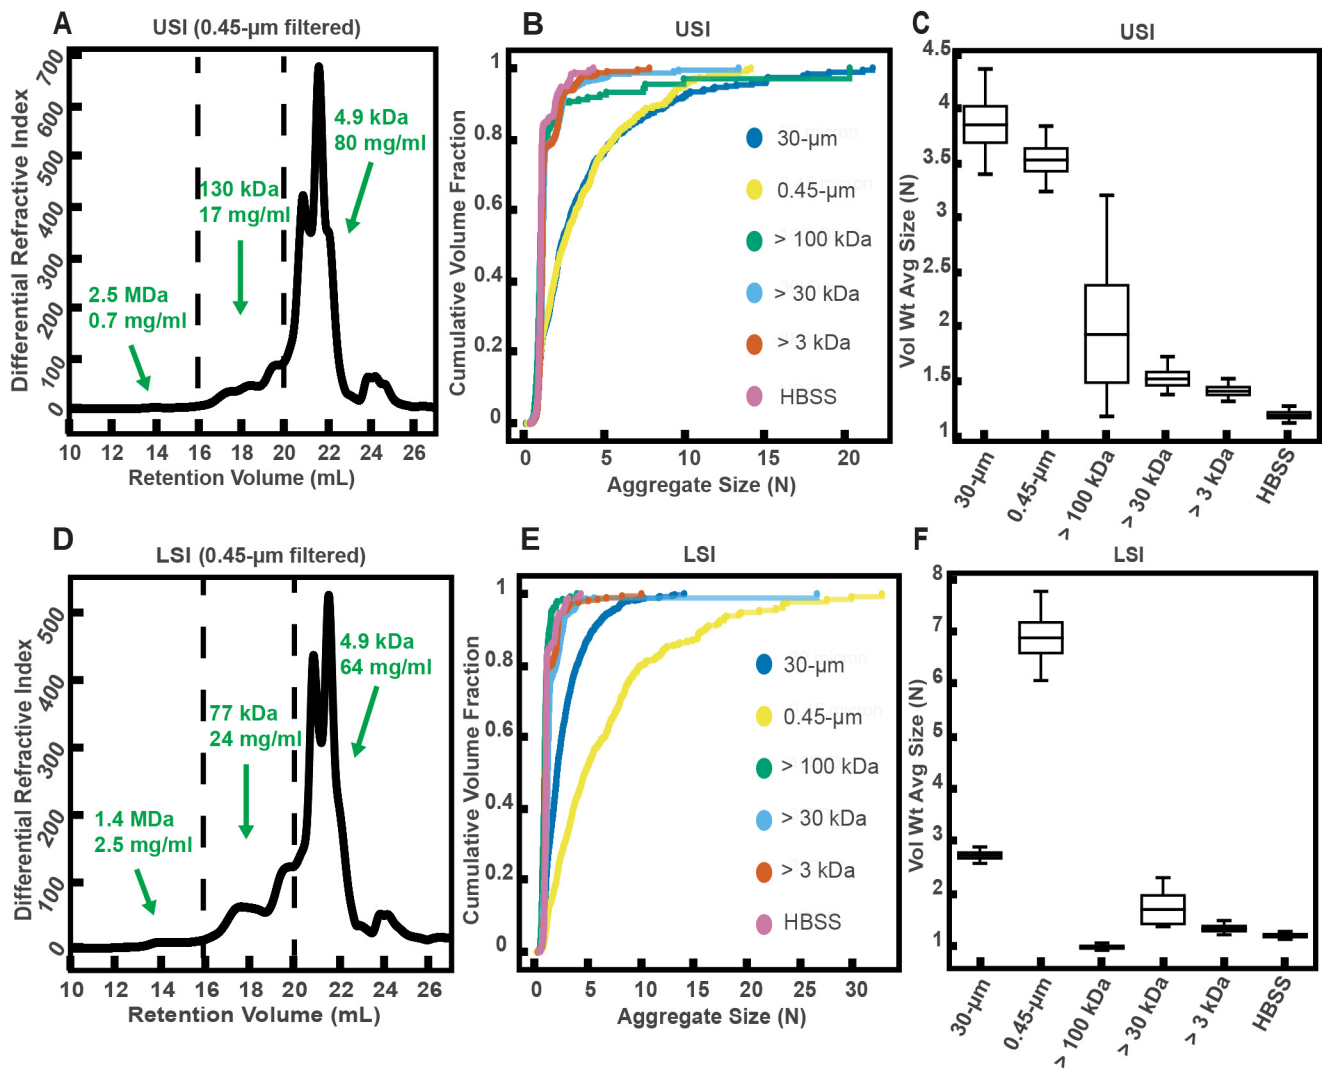 A
USI (0.45-µm filtered)
Differential Refractive Index
700
600
500
400
300
200
100
0
2.5 MDa
0.7 mg/ml
130 kDa
17 mg/ml
4.9 kDa
80 mg/ml
10 12 14 16 18 20 22 24 26
Retention Volume (mL)
B
USI
Cumulative Volume Fraction
1
0.8
0.6
0.4
0.2
0
30-µm
0.45-µm
> 100 kDa
> 30 kDa
> 3 kDa
HBSS
0 5 10 15 20
Aggregate Size (N)
C
USI
Vol Wt Avg Size (N)
4.5
4
3.5
3
2.5
2
1.5
1
30-µm
0.45-µm
> 100 kDa
> 30 kDa
> 3 kDa
HBSS
D
LSI (0.45-µm filtered)
Differential Refractive Index
500
400
300
200
100
0
1.4 MDa
2.5 mg/ml
77 kDa
24 mg/ml
4.9 kDa
64 mg/ml
10 12 14 16 18 20 22 24 26
Retention Volume (mL)
E
LSI
Cumulative Volume Fraction
1
0.8
0.6
0.4
0.2
0
30-µm
0.45-µm
> 100 kDa
> 30 kDa
> 3 kDa
HBSS
0 5 10 15 20 25 30
Aggregate Size (N)
F
LSI
Vol Wt Avg Size (N)
8
7
6
5
4
3
2
1
30-µm
0.45-µm
> 100 kDa
> 30 kDa
> 3 kDa
HBSS